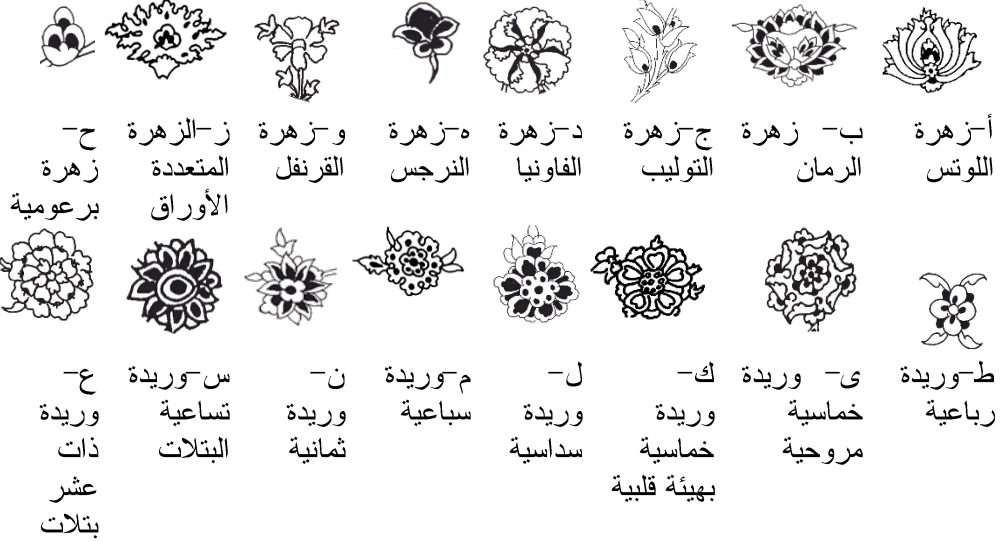 أ-زهرة
اللوتس
ب- زهرة
الرمان
ج-زهرة
التوليب
د-زهرة
الفاونيا
ه-زهرة
النرجس
و-زهرة
القرنفل
ز-الزهرة
المتعددة
الأوراق
ح-
زهرة
برعومية
ط-وريدة
رباعية
ى- وريدة
خماسية
مروحية
ك-
وريدة
خماسية
بهيئة قلبية
ل-
وريدة
سداسية
م-وريدة
سباعية
ن-
وريدة
ثمانية
س-وريدة
تساعية
البتلات
ع-
وريدة
ذات
عشر
بتلات